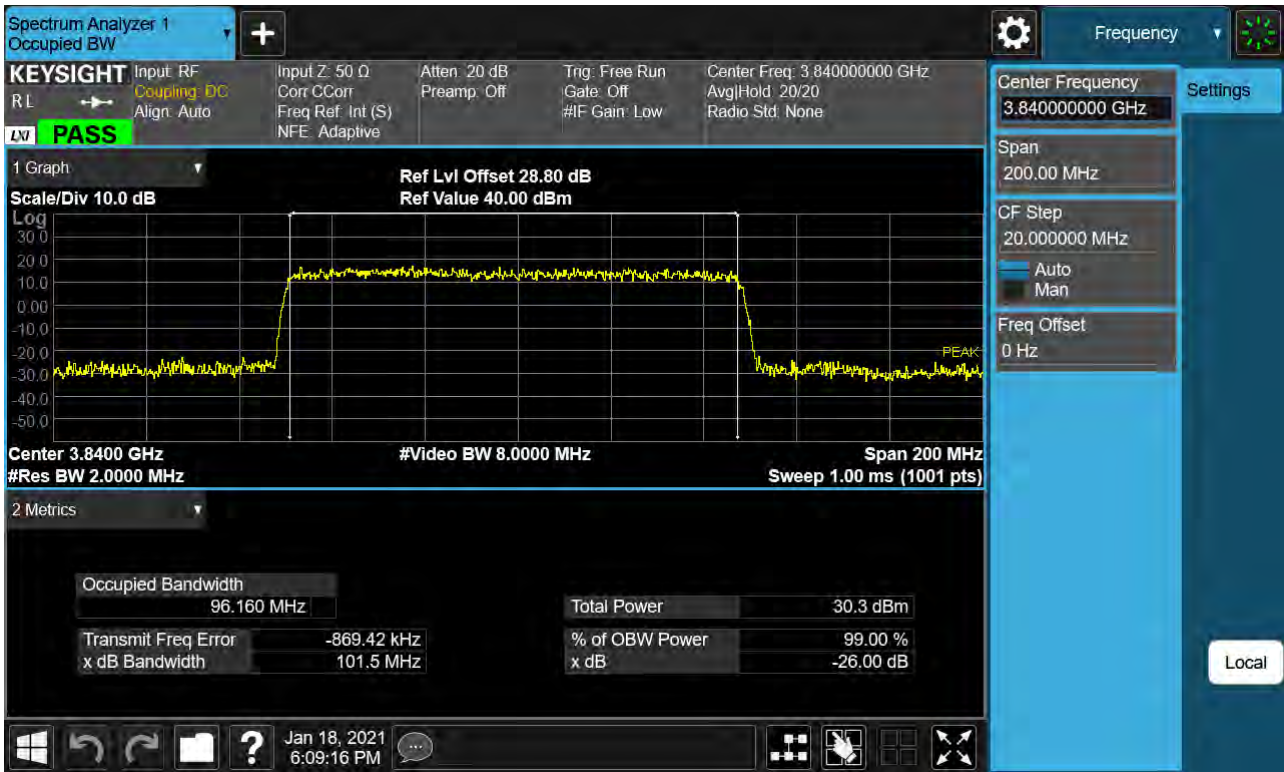 Spectrum Analyzer 1
Occupied BW
Frequency
KEYSIGHT
RL
LXI
PASS
Input: RF
Coupling: DC
Align: Auto
Input Z: 50 Ω
Corr CCorr
Freq Ref: Int (S)
NFE: Adaptive
Atten: 20 dB
Preamp: Off
Trig: Free Run
Gate: Off
#IF Gain: Low
Center Freq: 3.840000000 GHz
Avg|Hold: 20/20
Radio Std: None
Center Frequency
3.840000000 GHz
Settings
Span
200.00 MHz
CF Step
20.000000 MHz
Auto
Man
Freq Offset
0 Hz
1 Graph
Scale/Div 10.0 dB
Ref Lvl Offset 28.80 dB
Ref Value 40.00 dBm
Log
30.0
20.0
10.0
0.00
-10.0
-20.0
-30.0
-40.0
-50.0
PEAK
Center 3.8400 GHz
#Video BW 8.0000 MHz
Span 200 MHz
#Res BW 2.0000 MHz
Sweep 1.00 ms (1001 pts)
2 Metrics
Occupied Bandwidth
96.160 MHz
Total Power 30.3 dBm
Transmit Freq Error -869.42 kHz
% of OBW Power 99.00 %
x dB Bandwidth 101.5 MHz
x dB -26.00 dB
Local
?
Jan 18, 2021
6:09:16 PM